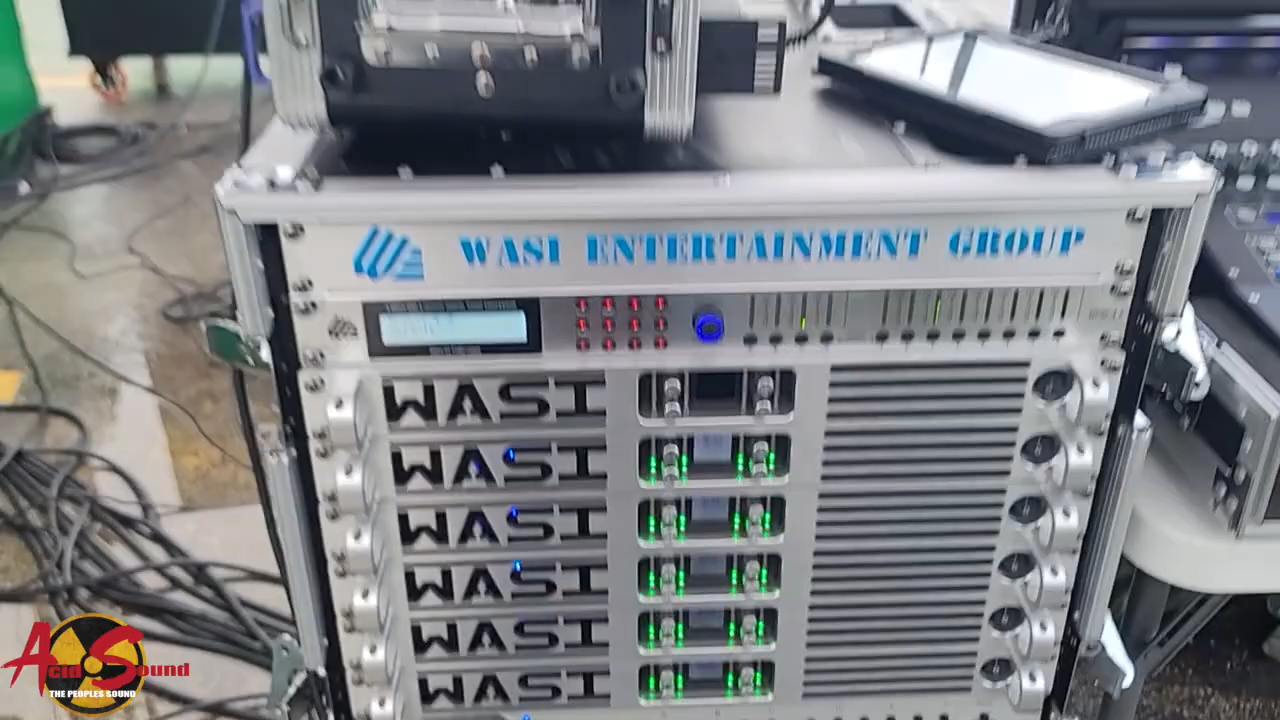 WASI ENTERTAINMENT GROUP
WASI
WASI
WASI
WASI
WASI
WASI
Acid Sound
THE PEOPLES SOUND